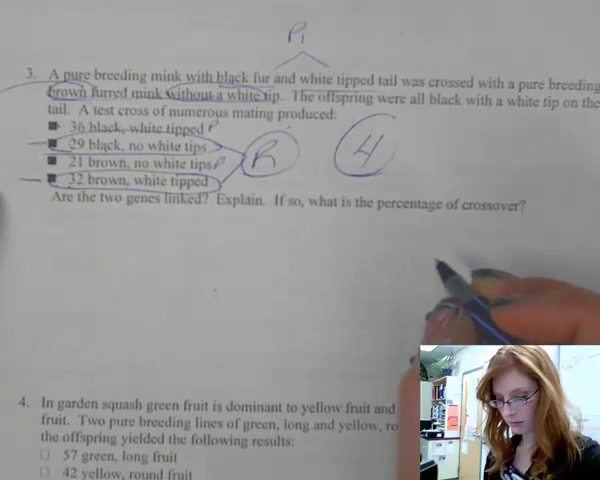 P₁
3. A pure breeding mink with black fur and white tipped tail was crossed with a pure breeding
brown furred mink without a white tip. The offspring were all black with a white tip on the
tail. A test cross of numerous mating produced:
■ 36 black, white tipped P
■ 29 black, no white tips
■ 21 brown, no white tips P
■ 32 brown, white tipped
R
4
Are the two genes linked? Explain. If so, what is the percentage of crossover?
4. In garden squash green fruit is dominant to yellow fruit and
fruit. Two pure breeding lines of green, long and yellow, ro
the offspring yielded the following results:
□ 57 green, long fruit
□ 42 yellow, round fruit